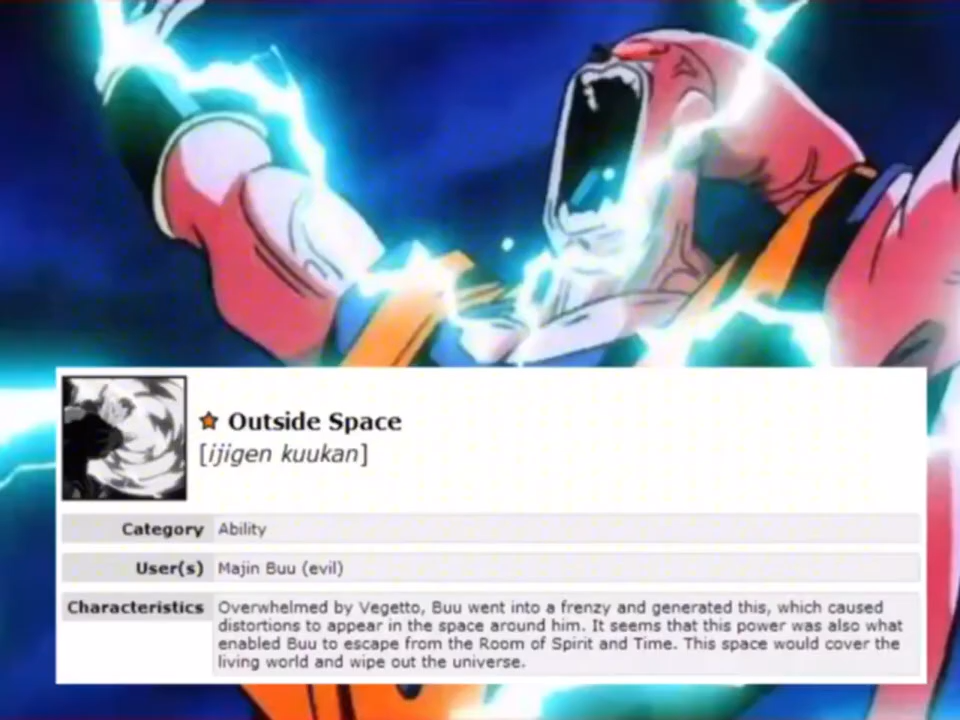 Outside Space
[ijigen kuukan]
Category Ability
User(s) Majin Buu (evil)
Characteristics Overwhelmed by Vegetto, Buu went into a frenzy and generated this, which caused
distortions to appear in the space around him. It seems that this power was also what
enabled Buu to escape from the Room of Spirit and Time. This space would cover the
living world and wipe out the universe.